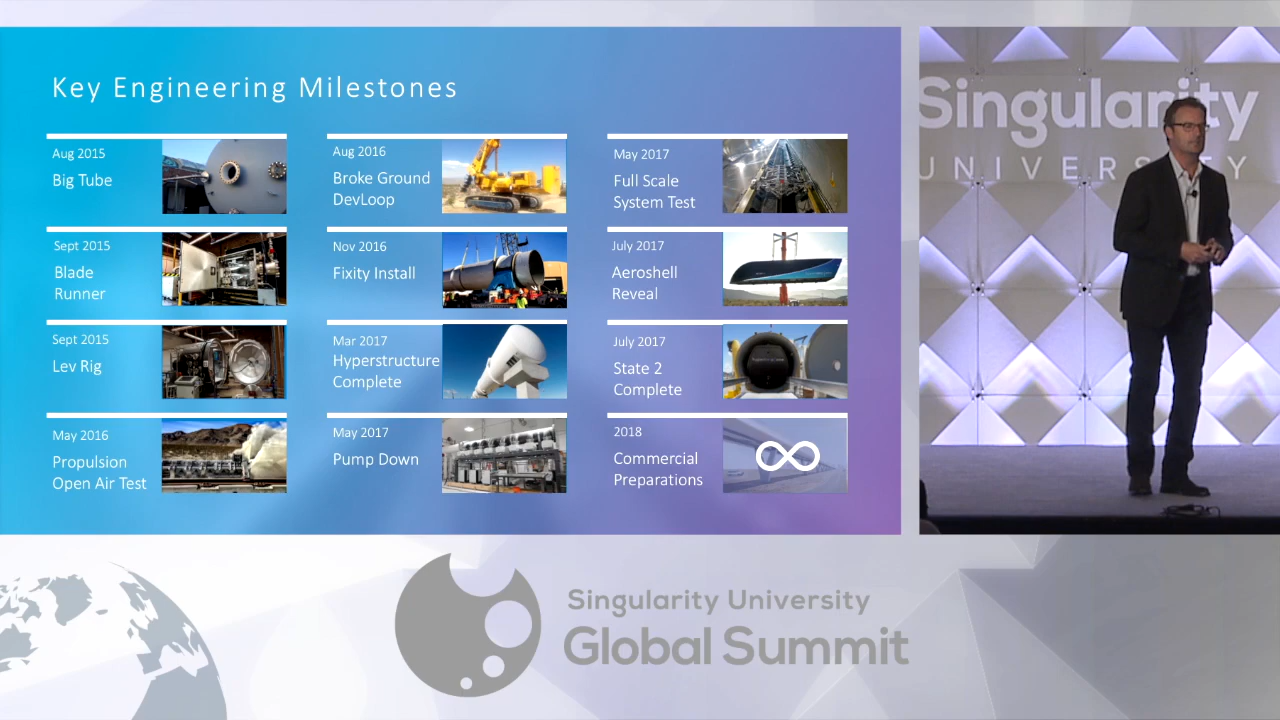 Key Engineering Milestones
Aug 2015
Big Tube
Sept 2015
Blade
Runner
Sept 2015
Lev Rig
May 2016
Propulsion
Open Air Test
Aug 2016
Broke Ground
DevLoop
Nov 2016
Fixity Install
Mar 2017
Hyperstructure
Complete
May 2017
Pump Down
May 2017
Full Scale
System Test
July 2017
Aeroshell
Reveal
July 2017
State 2
Complete
2018
Commercial
Preparations
Singularity
UNIVERSITY
Singularity University
Global Summit